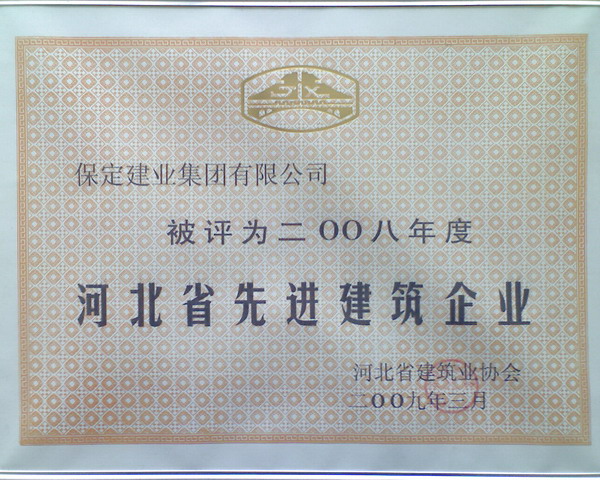 保定建业集团有限公司
被评为二OO八年度
河北省先进建筑企业
河北省建筑业协会
二OO九年三月